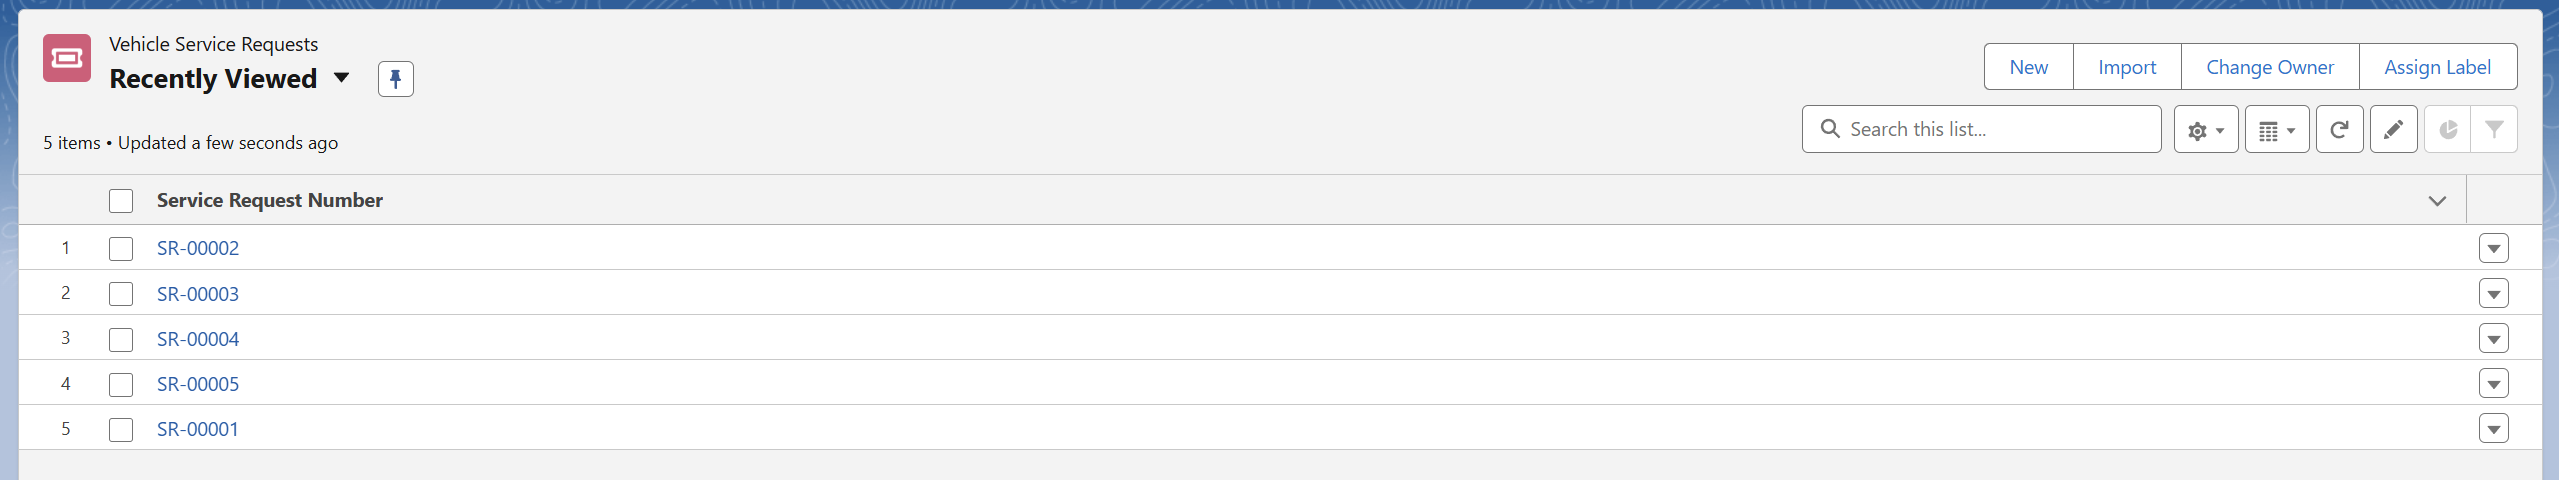 Vehicle Service Requests
Recently Viewed
New Import Change Owner Assign Label
5 items • Updated a few seconds ago
Search this list...
Service Request Number
1 SR-00002
2 SR-00003
3 SR-00004
4 SR-00005
5 SR-00001